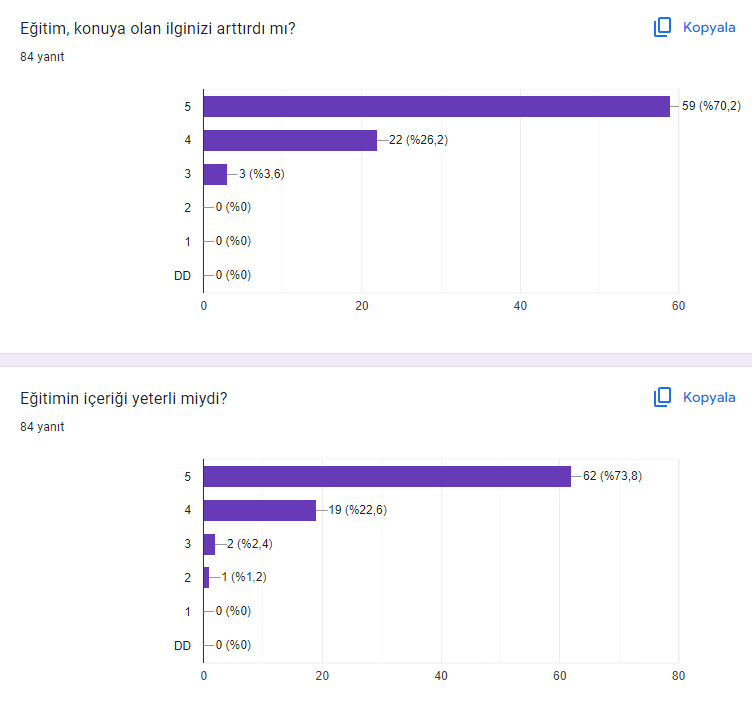 Eğitim, konuya olan ilginizi arttırdı mı?
Kopyala
84 yanıt
5 59 (%70,2)
4 22 (%26,2)
3 3 (%3,6)
2 0 (%0)
1 0 (%0)
DD 0 (%0)
0 20 40 60
Eğitimin içeriği yeterli miydi?
Kopyala
84 yanıt
5 62 (%73,8)
4 19 (%22,6)
3 2 (%2,4)
2 1 (%1,2)
1 0 (%0)
DD 0 (%0)
0 20 40 60 80